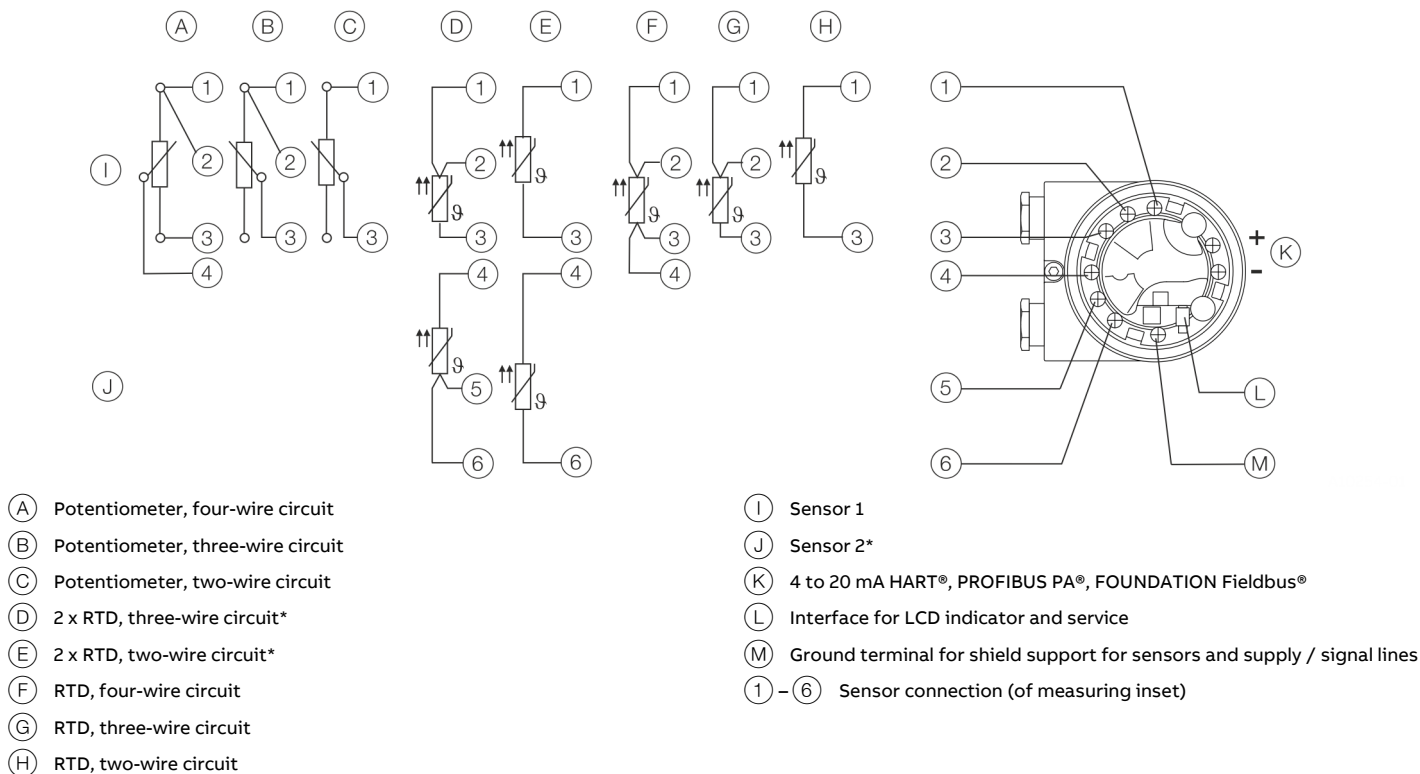 A B C D E F G H
1 1 1 1 1 1 1 1 1
2 2 2 2 2 2 2
I ϑ ϑ ϑ ϑ ϑ
3 3 3 3 3 3 3 3 3 + K
4 4 4 4 4 -
ϑ
J 5 ϑ 5 L
6 6 6 M
A Potentiometer, four-wire circuit
B Potentiometer, three-wire circuit
C Potentiometer, two-wire circuit
D 2 x RTD, three-wire circuit*
E 2 x RTD, two-wire circuit*
F RTD, four-wire circuit
G RTD, three-wire circuit
H RTD, two-wire circuit
I Sensor 1
J Sensor 2*
K 4 to 20 mA HART®, PROFIBUS PA®, FOUNDATION Fieldbus®
L Interface for LCD indicator and service
M Ground terminal for shield support for sensors and supply / signal lines
1 – 6 Sensor connection (of measuring inset)